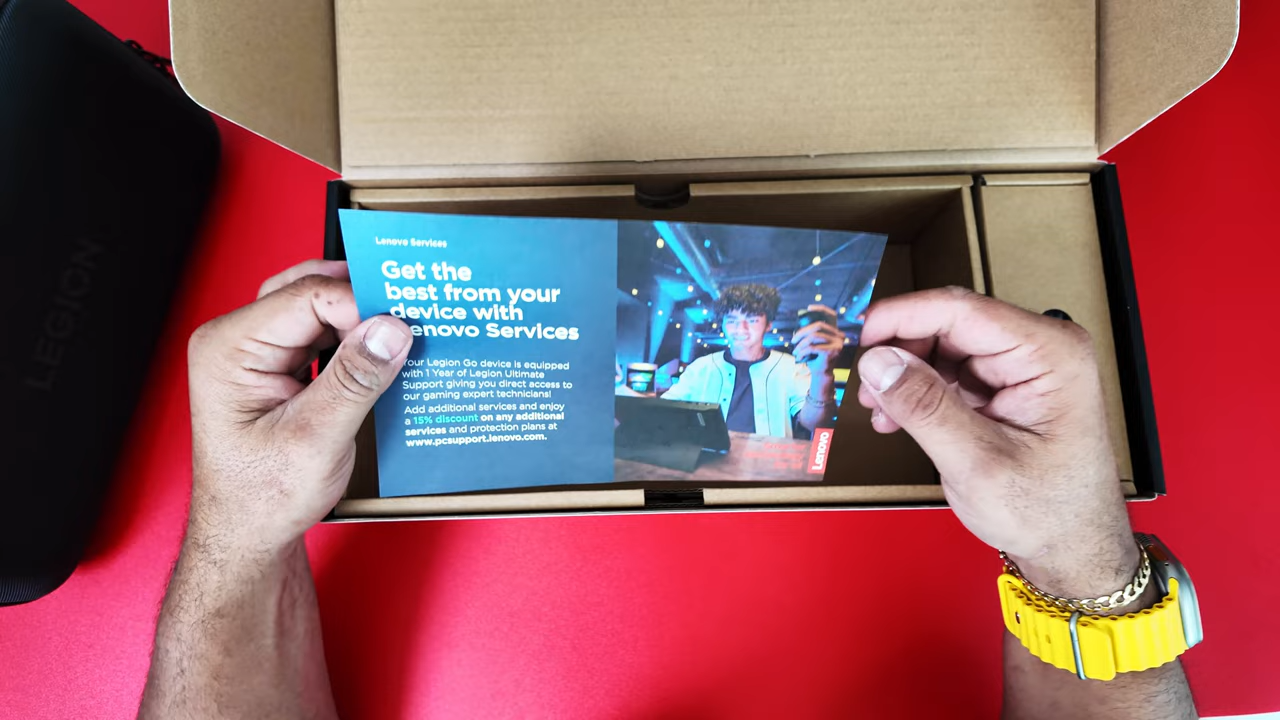 LEGION
Lenovo Services
Get the
best from your
device with
enovo Services
our Legion Go device is equipped
with 1 Year of Legion Ultimate
Support giving you direct access to
our gaming expert technicians!
Add additional services and enjoy
a 15% discount on any additional
services and protection plans at
www.pcsupport.lenovo.com.
Lenovo